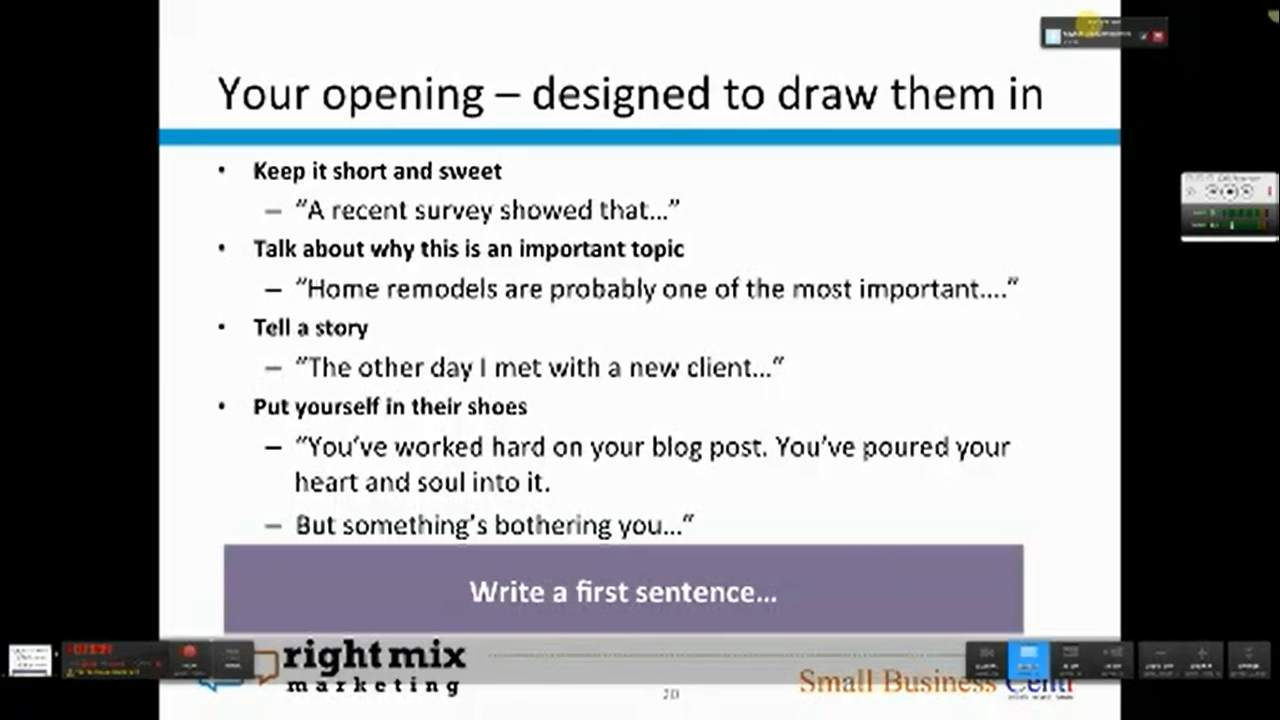 Your opening – designed to draw them in
• Keep it short and sweet
– “A recent survey showed that…”
• Talk about why this is an important topic
– “Home remodels are probably one of the most important….”
• Tell a story
– “The other day I met with a new client…”
• Put yourself in their shoes
– “You’ve worked hard on your blog post. You’ve poured your
heart and soul into it.
– But something’s bothering you…”
Write a first sentence…
right mix
marketing
20
Small Business